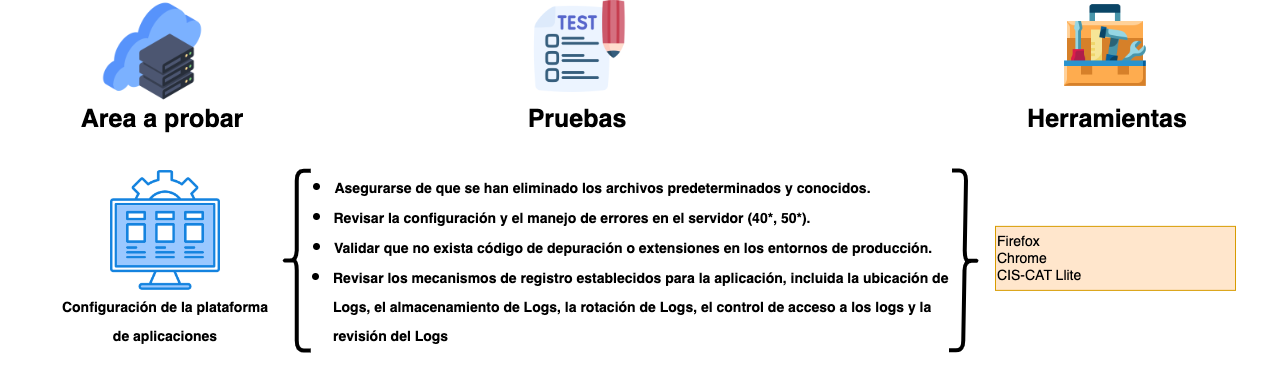 TEST
Area a probar
Pruebas
Herramientas
Asegurarse de que se han eliminado los archivos predeterminados y conocidos.
Revisar la configuración y el manejo de errores en el servidor (40*, 50*).
Validar que no exista código de depuración o extensiones en los entornos de producción.
Revisar los mecanismos de registro establecidos para la aplicación, incluida la ubicación de
Logs, el almacenamiento de Logs, la rotación de Logs, el control de acceso a los logs y la
revisión del Logs
Configuración de la plataforma
de aplicaciones
Firefox
Chrome
CIS-CAT Llite